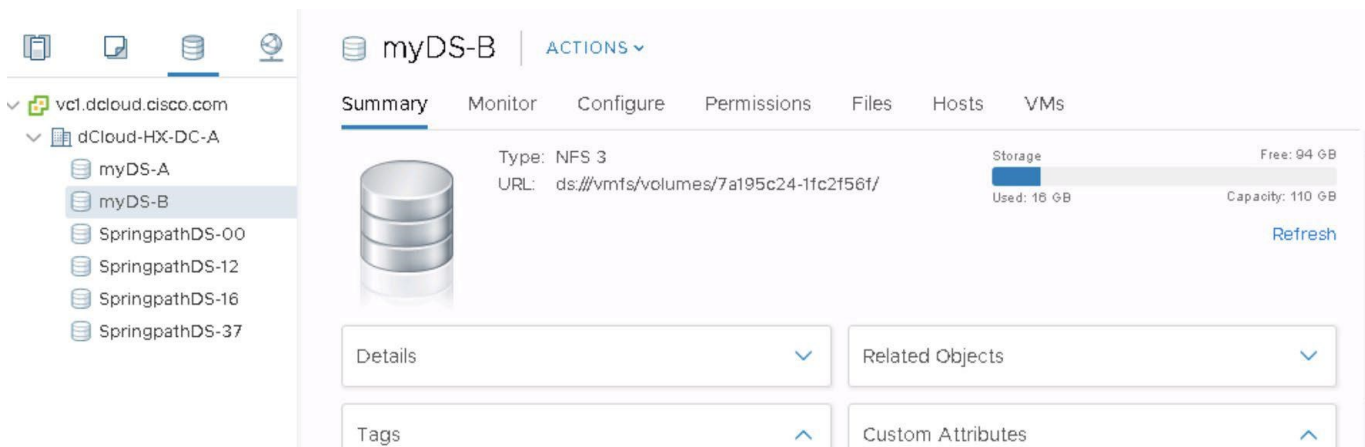 vc1.dcloud.cisco.com
dCloud-HX-DC-A
myDS-A
myDS-B
SpringpathDS-00
SpringpathDS-12
SpringpathDS-16
SpringpathDS-37
myDS-B ACTIONS
Summary Monitor Configure Permissions Files Hosts VMs
Type: NFS 3
URL: ds:///vmfs/volumes/7a195c24-1fc2f56f/
Storage Free: 94 GB
Used: 16 GB Capacity: 110 GB
Refresh
Details Related Objects
Tags Custom Attributes